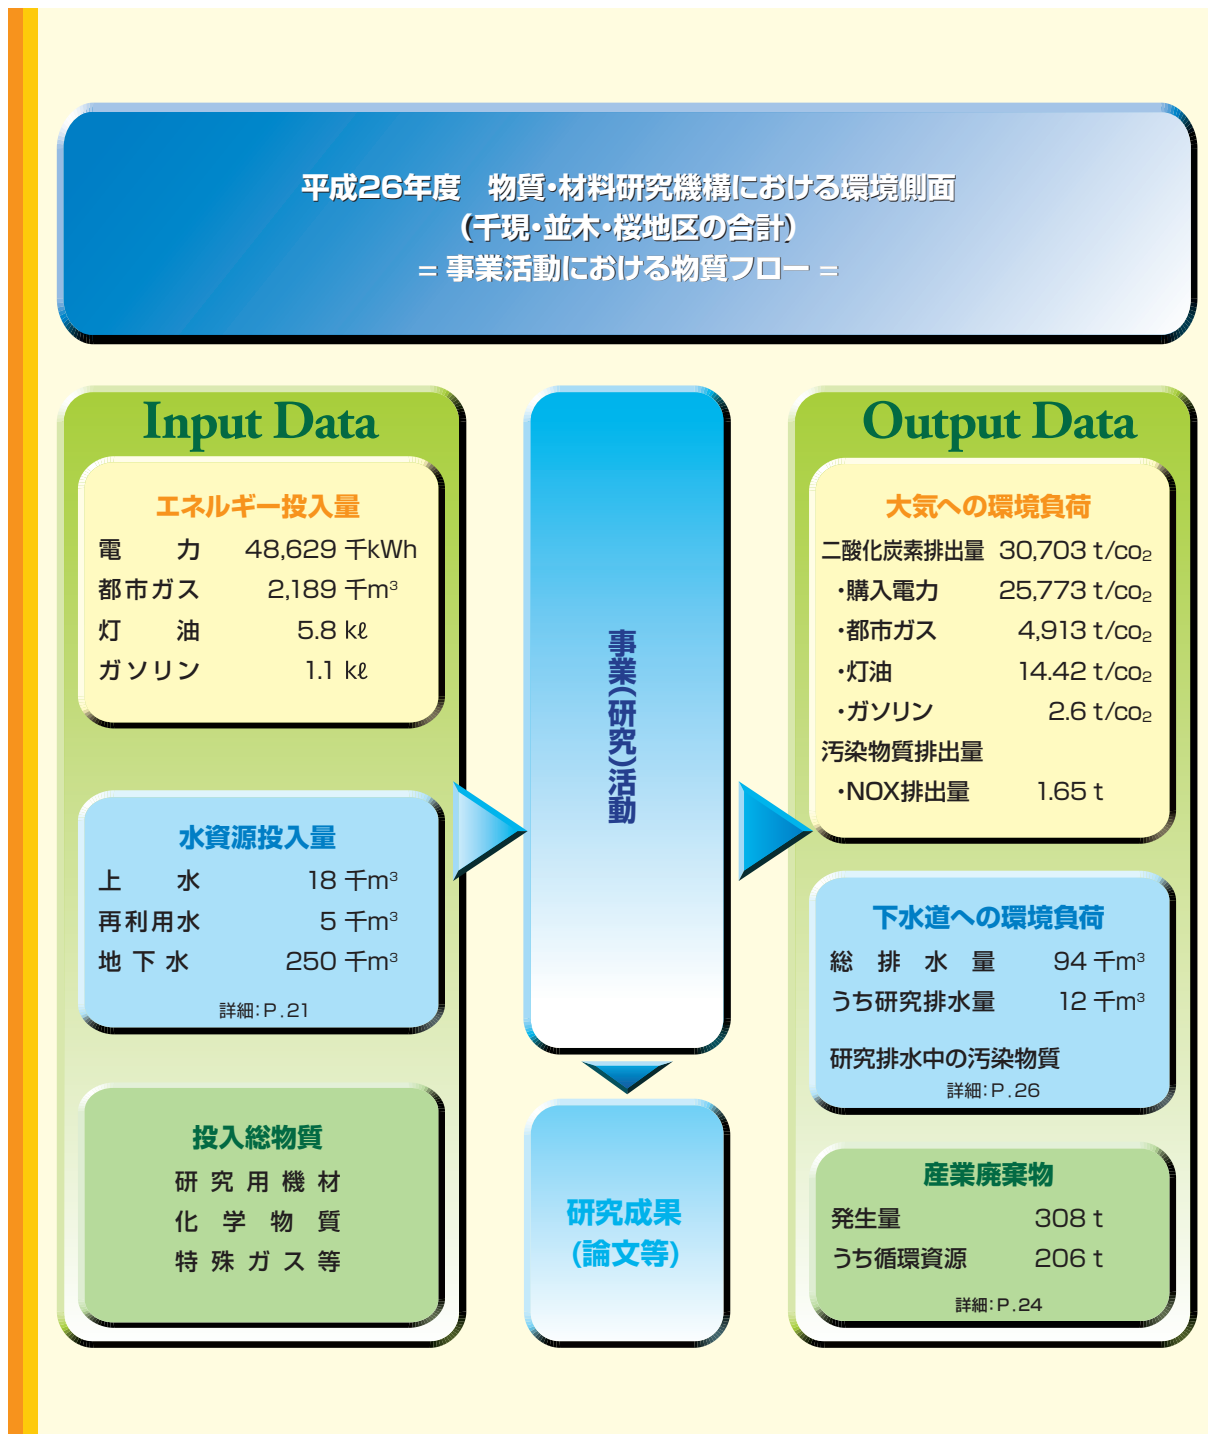 平成26年度　物質・材料研究機構における環境側面
（千現・並木・桜地区の合計）
= 事業活動における物質フロー =
Input Data
エネルギー投入量
電力 48,629 千kWh
都市ガス 2,189 千m³
灯油 5.8 kℓ
ガソリン 1.1 kℓ
水資源投入量
上水 18 千m³
再利用水 5 千m³
地下水 250 千m³
詳細：P.21
投入総物質
研究用機材
化学物質
特殊ガス等
事業（研究）活動
研究成果
(論文等)
Output Data
大気への環境負荷
二酸化炭素排出量 30,703 t/co₂
・購入電力 25,773 t/co₂
・都市ガス 4,913 t/co₂
・灯油 14.42 t/co₂
・ガソリン 2.6 t/co₂
汚染物質排出量
・NOX排出量 1.65 t
下水道への環境負荷
総排水量 94 千m³
うち研究排水量 12 千m³
研究排水中の汚染物質
詳細：P.26
産業廃棄物
発生量 308 t
うち循環資源 206 t
詳細：P.24